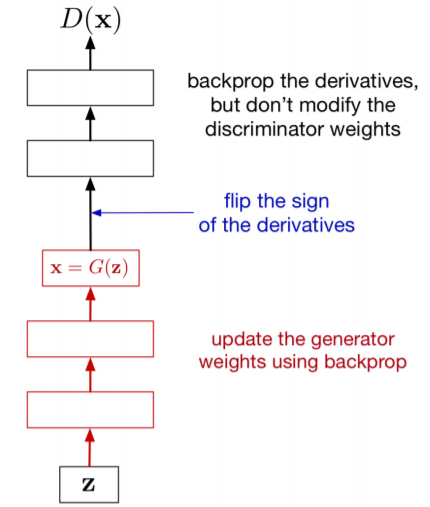 D(x)
backprop the derivatives,
but don't modify the
discriminator weights
flip the sign
of the derivatives
x = G(z)
update the generator
weights using backprop
z